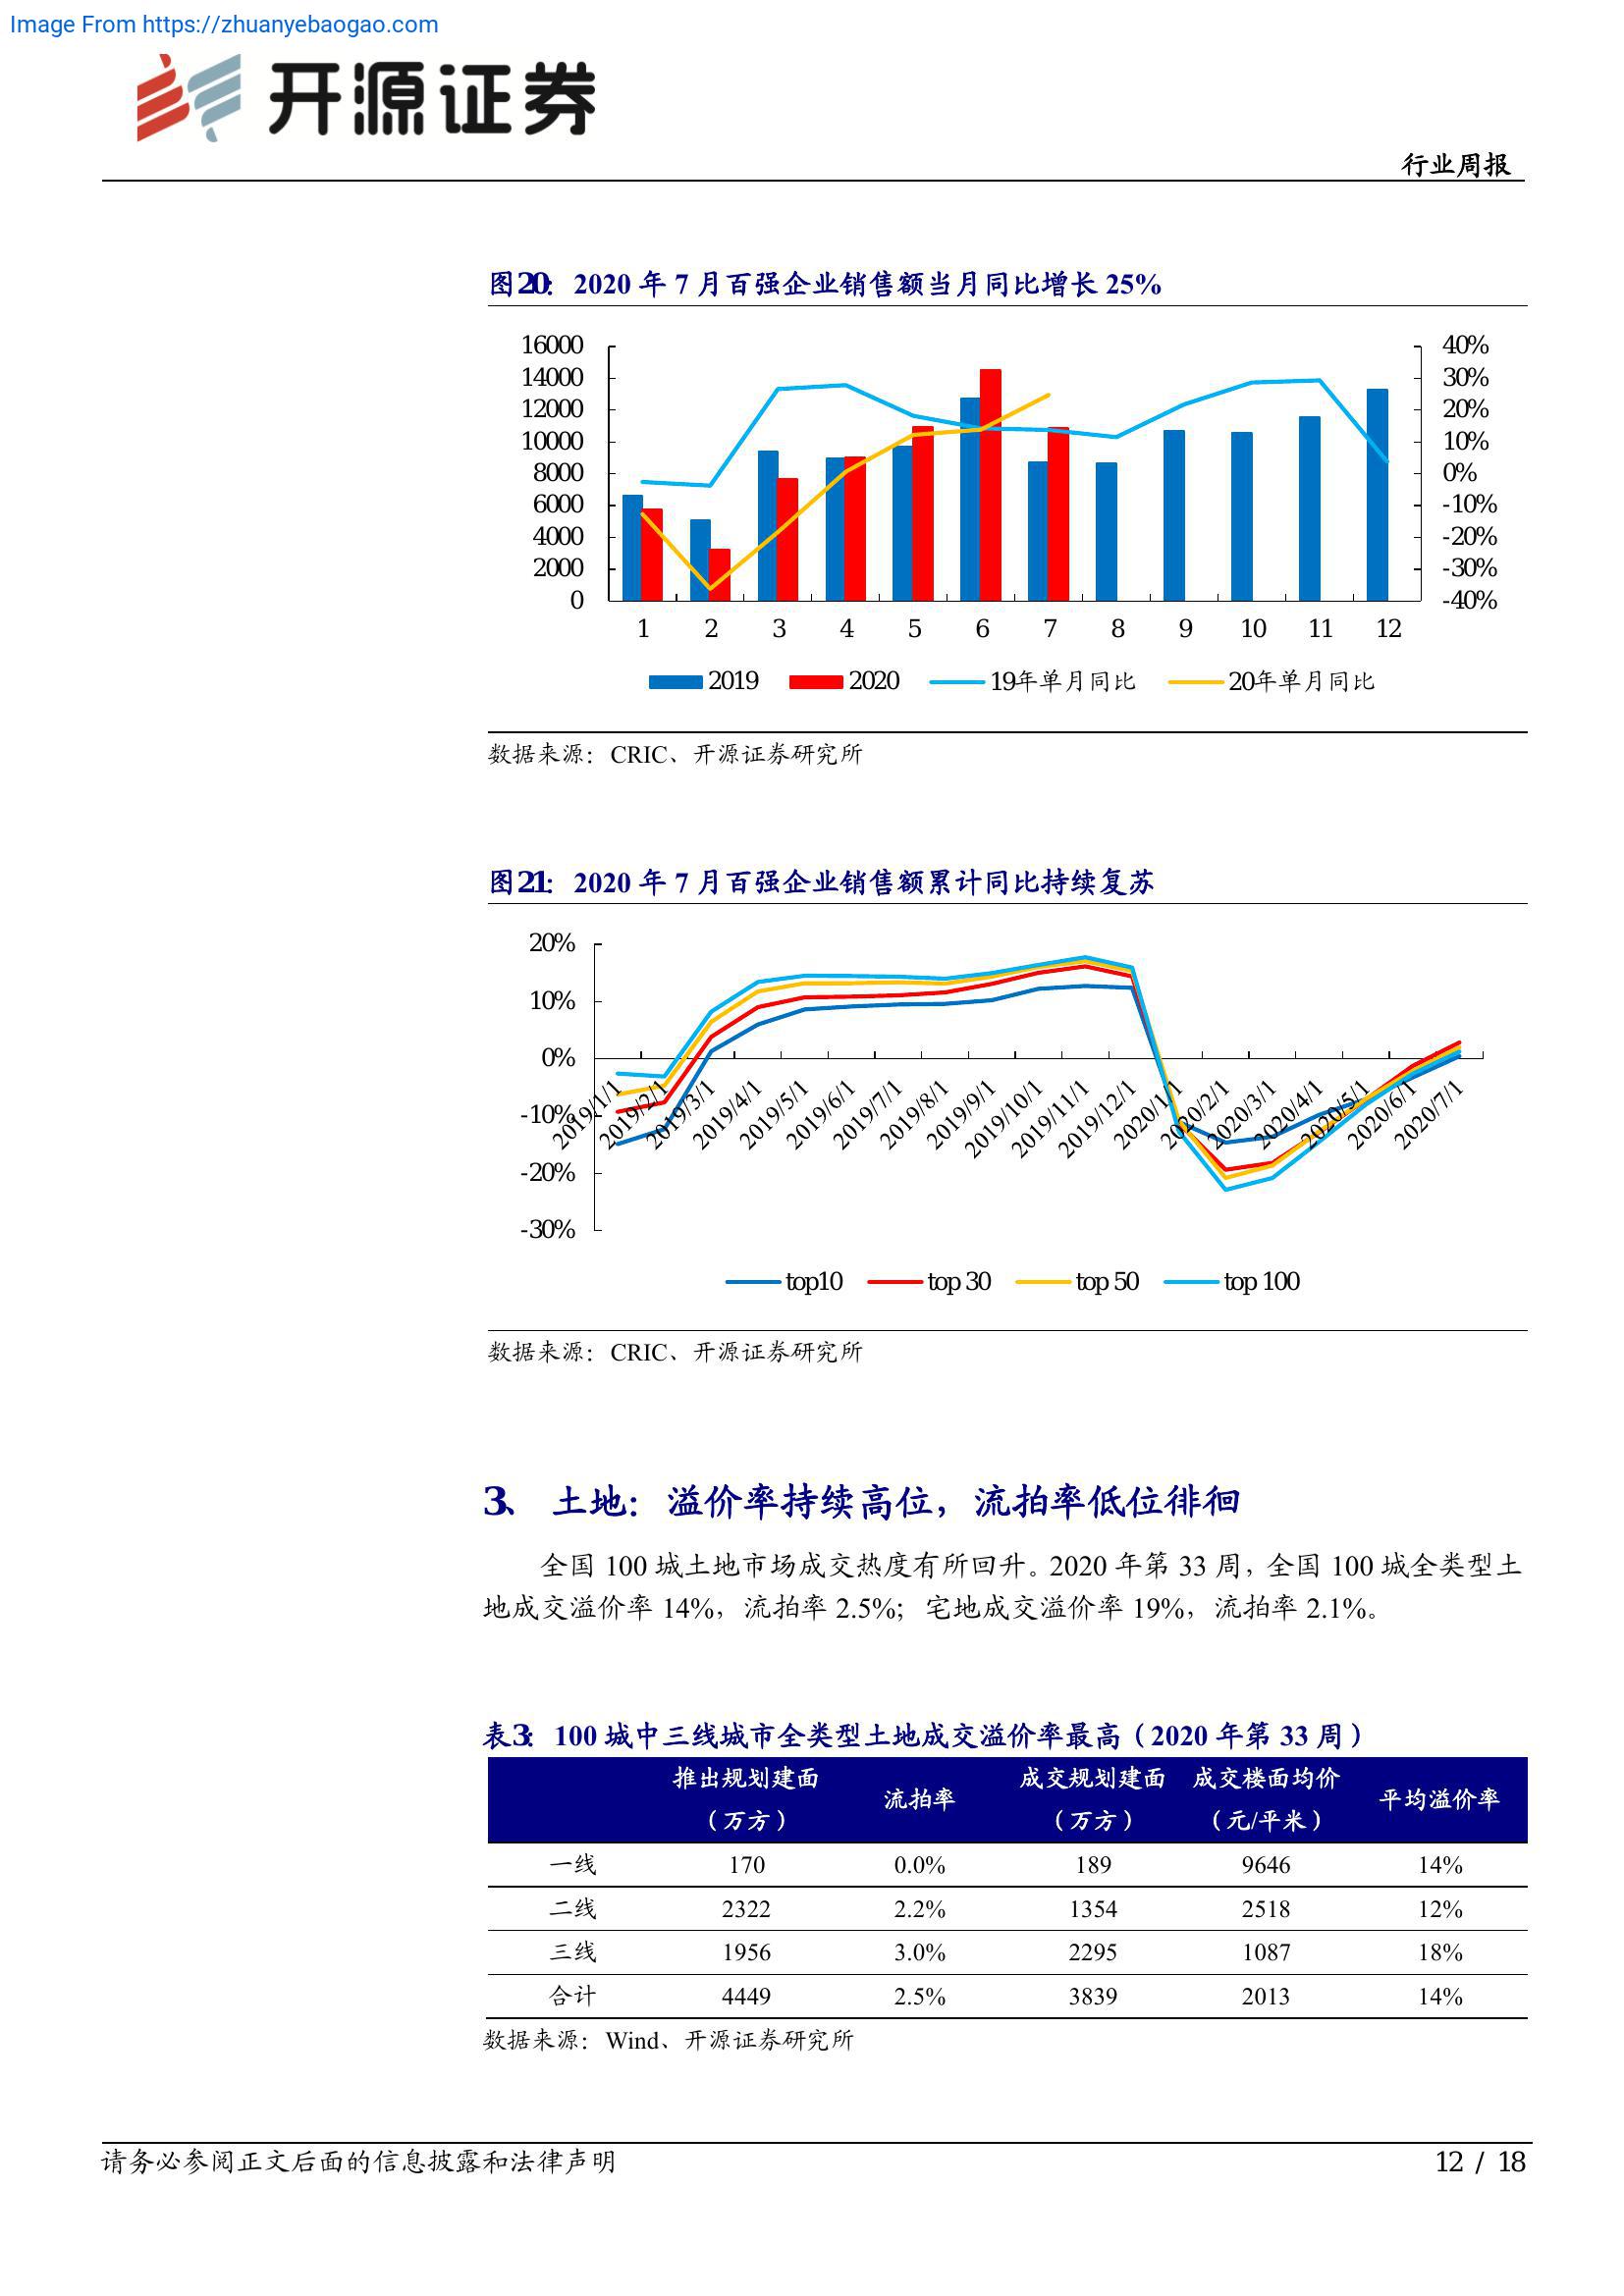 Image From https://zhuanyebaogao.com
开源证券
行业周报
图20： 2020 年 7 月百强企业销售额当月同比增长 25%
16000
14000
12000
10000
8000
6000
4000
2000
0
40%
30%
20%
10%
0%
-10%
-20%
-30%
-40%
1 2 3 4 5 6 7 8 9 10 11 12
2019 2020 19年单月同比 20年单月同比
数据来源：CRIC、开源证券研究所
图21： 2020 年 7 月百强企业销售额累计同比持续复苏
20%
10%
0%
-10%
-20%
-30%
2019/1/1 2019/2/1 2019/3/1 2019/4/1 2019/5/1 2019/6/1 2019/7/1 2019/8/1 2019/9/1 2019/10/1 2019/11/1 2019/12/1 2020/1/1 2020/2/1 2020/3/1 2020/4/1 2020/5/1 2020/6/1 2020/7/1
top10 top 30 top 50 top 100
数据来源：CRIC、开源证券研究所
3、 土地：溢价率持续高位，流拍率低位徘徊
全国 100 城土地市场成交热度有所回升。2020 年第 33 周，全国 100 城全类型土
地成交溢价率 14%，流拍率 2.5%；宅地成交溢价率 19%，流拍率 2.1%。
表3： 100 城中三线城市全类型土地成交溢价率最高（2020 年第 33 周）
推出规划建面（万方） 流拍率 成交规划建面（万方） 成交楼面均价（元/平米） 平均溢价率
一线 170 0.0% 189 9646 14%
二线 2322 2.2% 1354 2518 12%
三线 1956 3.0% 2295 1087 18%
合计 4449 2.5% 3839 2013 14%
数据来源：Wind、开源证券研究所
请务必参阅正文后面的信息披露和法律声明
12 / 18